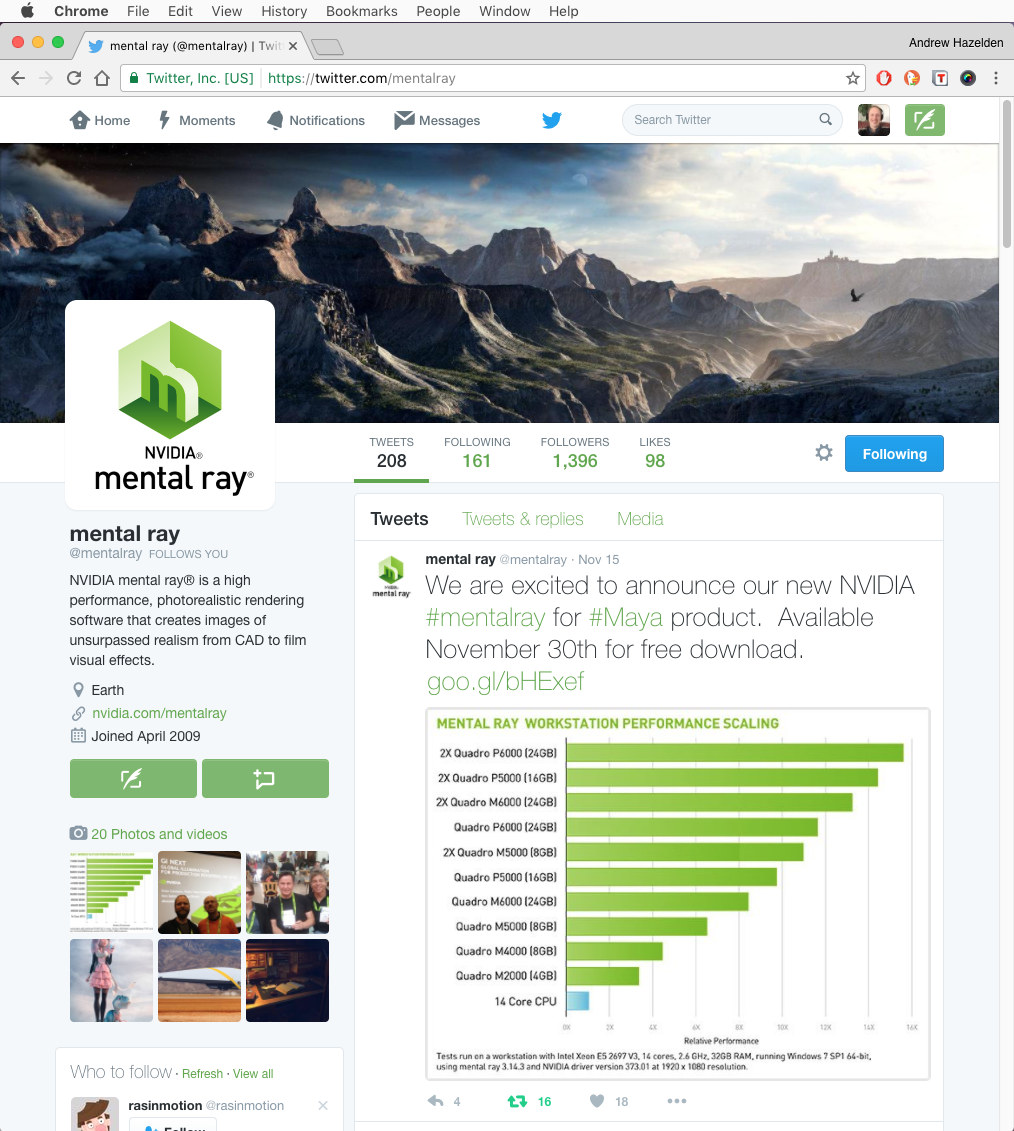 Chrome File Edit View History Bookmarks People Window Help
mental ray (@mentalray) | Twit
Andrew Hazelden
Twitter, Inc. [US] https://twitter.com/mentalray
Home Moments Notifications Messages Search Twitter
NVIDIA®
mental ray®
TWEETS FOLLOWING FOLLOWERS LIKES
208 161 1,396 98
Following
mental ray
@mentalray FOLLOWS YOU
NVIDIA mental ray® is a high
performance, photorealistic rendering
software that creates images of
unsurpassed realism from CAD to film
visual effects.
Earth
nvidia.com/mentalray
Joined April 2009
20 Photos and videos
GI NEXT
GLOBAL ILLUMINATION
Who to follow · Refresh · View all
rasinmotion @rasinmotion
Follow
Tweets Tweets & replies Media
mental ray @mentalray · Nov 15
mental ray
We are excited to announce our new NVIDIA
#mentalray for #Maya product. Available
November 30th for free download.
goo.gl/bHExef
MENTAL RAY WORKSTATION PERFORMANCE SCALING
2X Quadro P6000 (24GB)
2X Quadro P5000 (16GB)
2X Quadro M6000 (24GB)
Quadro P6000 (24GB)
2X Quadro M5000 (8GB)
Quadro P5000 (16GB)
Quadro M6000 (24GB)
Quadro M5000 (8GB)
Quadro M4000 (8GB)
Quadro M2000 (4GB)
14 Core CPU
0X 2X 4X 6X 8X 10X 12X 14X 16X
Relative Performance
Tests run on a workstation with Intel Xeon E5 2697 V3, 14 cores, 2.6 GHz, 32GB RAM, running Windows 7 SP1 64-bit,
using mental ray 3.14.3 and NVIDIA driver version 373.01 at 1920 x 1080 resolution.
4 16 18